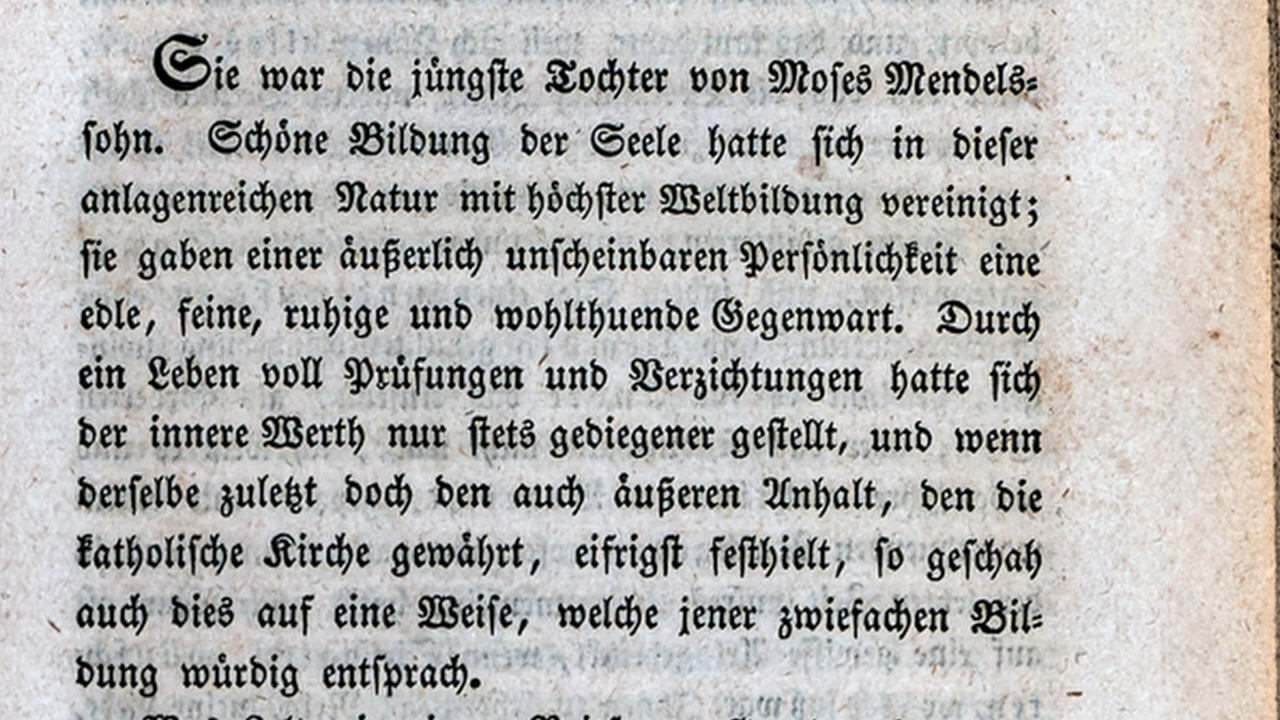 Sie war die jüngſte Tochter von Moſes Mendels-
ſohn. Schöne Bildung der Seele hatte ſich in dieſer
anlagenreichen Natur mit höchſter Weltbildung vereinigt;
ſie gaben einer äußerlich unſcheinbaren Perſönlichkeit eine
edle, feine, ruhige und wohlthuende Gegenwart. Durch
ein Leben voll Prüfungen und Verzichtungen hatte ſich
der innere Werth nur ſtets gediegener geſtellt, und wenn
derſelbe zuletzt doch den auch äußeren Anhalt, den die
katholiſche Kirche gewährt, eifrigſt feſthielt, ſo geſchah
auch dies auf eine Weiſe, welche jener zwiefachen Bil-
dung würdig entſprach.